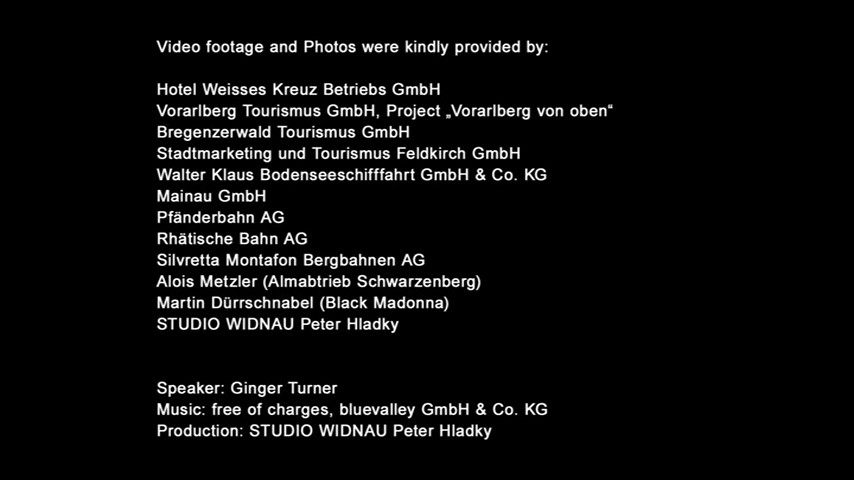 Video footage and Photos were kindly provided by:
Hotel Weisses Kreuz Betriebs GmbH
Vorarlberg Tourismus GmbH, Project „Vorarlberg von oben“
Bregenzerwald Tourismus GmbH
Stadtmarketing und Tourismus Feldkirch GmbH
Walter Klaus Bodenseeschifffahrt GmbH & Co. KG
Mainau GmbH
Pfänderbahn AG
Rhätische Bahn AG
Silvretta Montafon Bergbahnen AG
Alois Metzler (Almabtrieb Schwarzenberg)
Martin Dürrschnabel (Black Madonna)
STUDIO WIDNAU Peter Hladky
Speaker: Ginger Turner
Music: free of charges, bluevalley GmbH & Co. KG
Production: STUDIO WIDNAU Peter Hladky